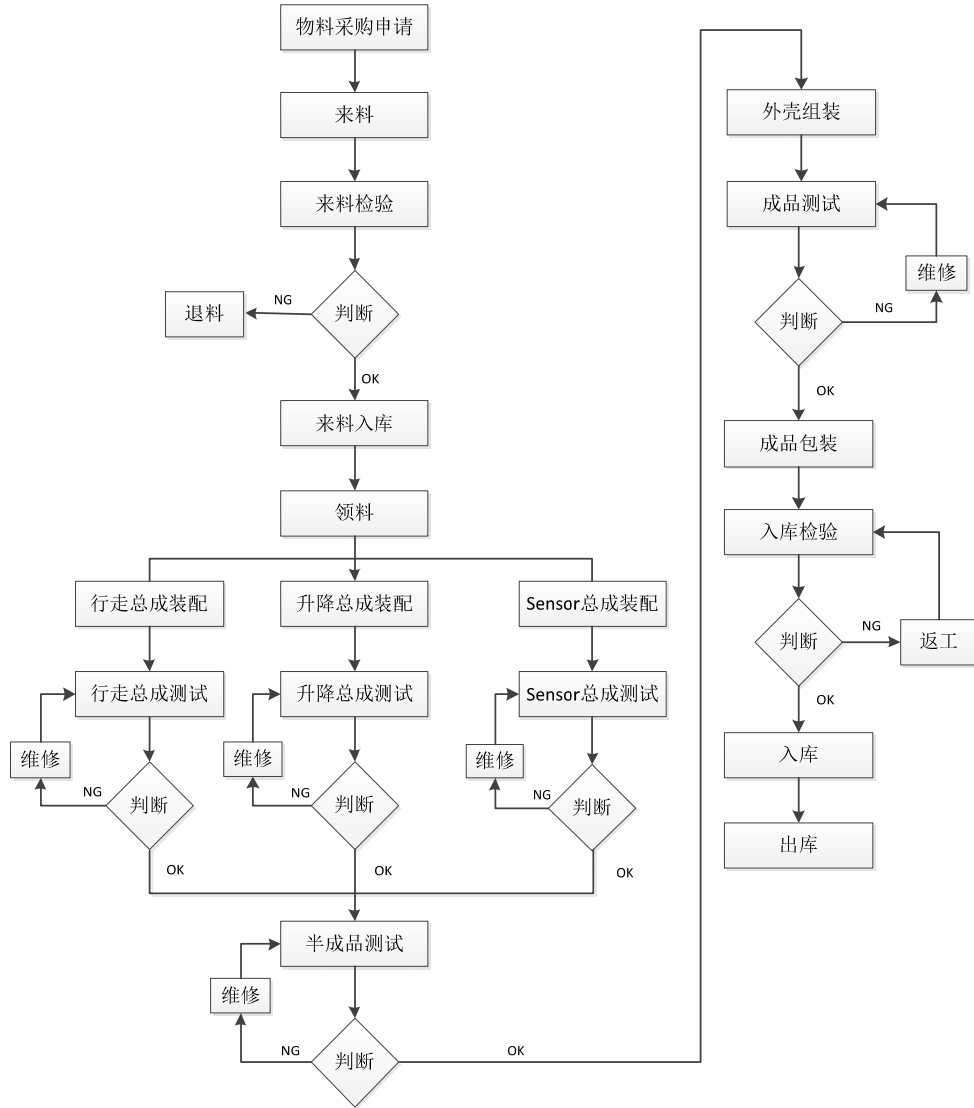 物料采购申请
来料
来料检验
判断
NG
退料
OK
来料入库
领料
行走总成装配
升降总成装配
Sensor总成装配
行走总成测试
升降总成测试
Sensor总成测试
维修
维修
维修
NG
判断
NG
判断
NG
判断
OK
OK
OK
半成品测试
维修
NG
判断
OK
外壳组装
成品测试
维修
判断
NG
OK
成品包装
入库检验
判断
NG
返工
OK
入库
出库